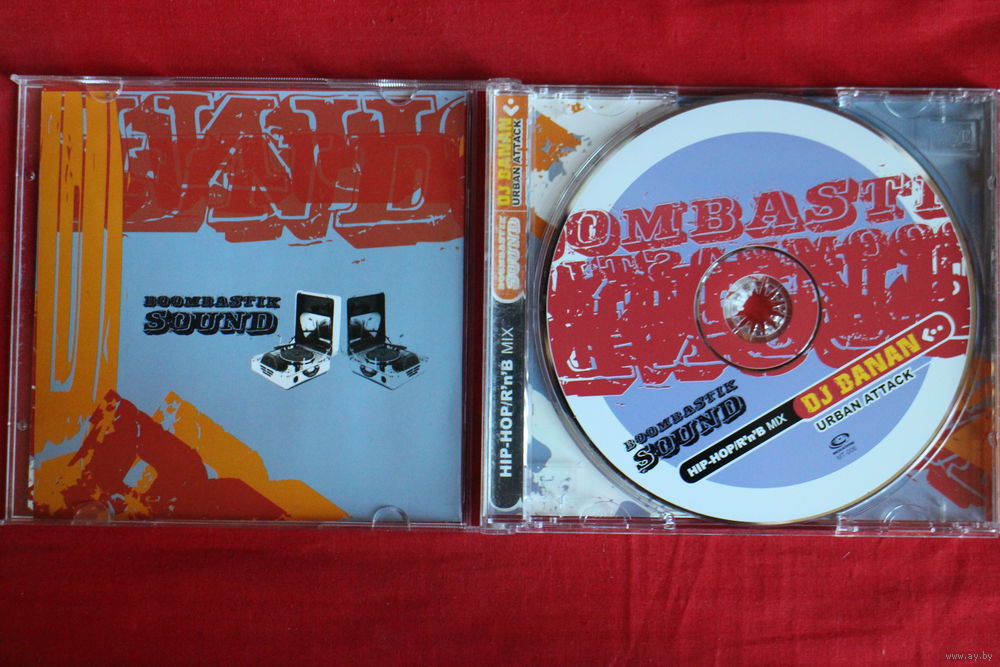 BOOMBASTIK
SOUND
DJ BANAN
URBAN ATTACK
BOOMBASTIK
SOUND
HIP-HOP/R'n'B MIX
OMBASTI
BOOMBASTIK
SOUND
HIP-HOP/R'n'B MIX
DJ BANAN
URBAN ATTACK
www.ay.by